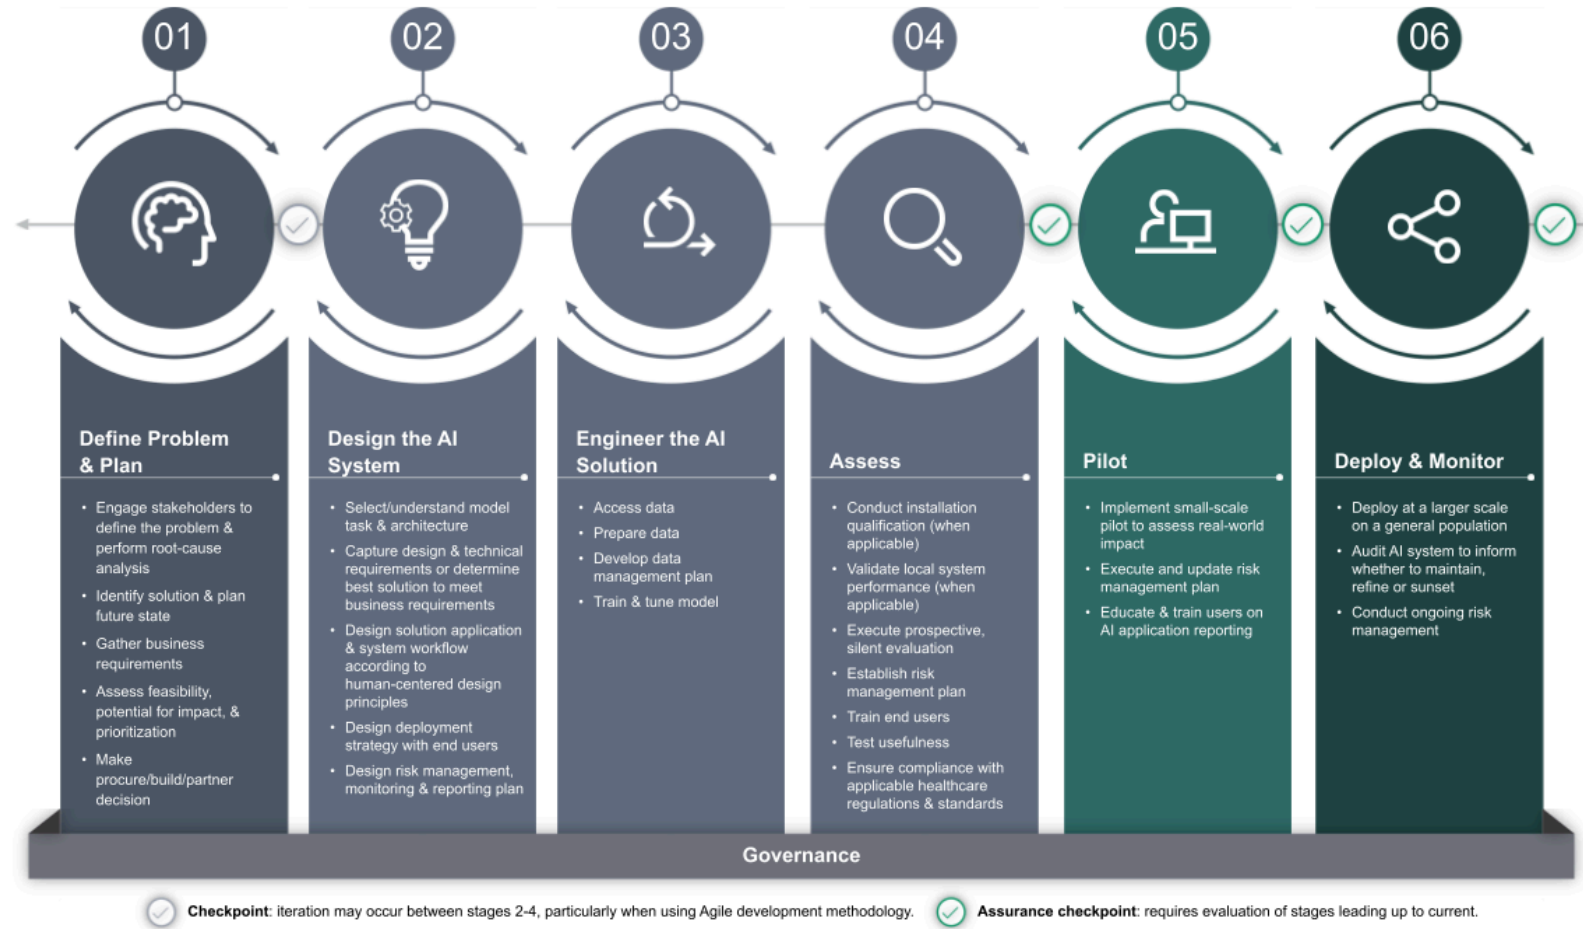 01
02
03
04
05
06
Define Problem
& Plan
• Engage stakeholders to
define the problem &
perform root-cause
analysis
• Identify solution & plan
future state
• Gather business
requirements
• Assess feasibility,
potential for impact, &
prioritization
• Make
procure/build/partner
decision
Design the AI
System
• Select/understand model
task & architecture
• Capture design & technical
requirements or determine
best solution to meet
business requirements
• Design solution application
& system workflow
according to
human-centered design
principles
• Design deployment
strategy with end users
• Design risk management,
monitoring & reporting plan
Engineer the AI
Solution
• Access data
• Prepare data
• Develop data
management plan
• Train & tune model
Assess
• Conduct installation
qualification (when
applicable)
• Validate local system
performance (when
applicable)
• Execute prospective,
silent evaluation
• Establish risk
management plan
• Train end users
• Test usefulness
• Ensure compliance with
applicable healthcare
regulations & standards
Pilot
• Implement small-scale
pilot to assess real-world
impact
• Execute and update risk
management plan
• Educate & train users on
AI application reporting
Deploy & Monitor
• Deploy at a larger scale
on a general population
• Audit AI system to inform
whether to maintain,
refine or sunset
• Conduct ongoing risk
management
Governance
Checkpoint: iteration may occur between stages 2-4, particularly when using Agile development methodology.
Assurance checkpoint: requires evaluation of stages leading up to current.